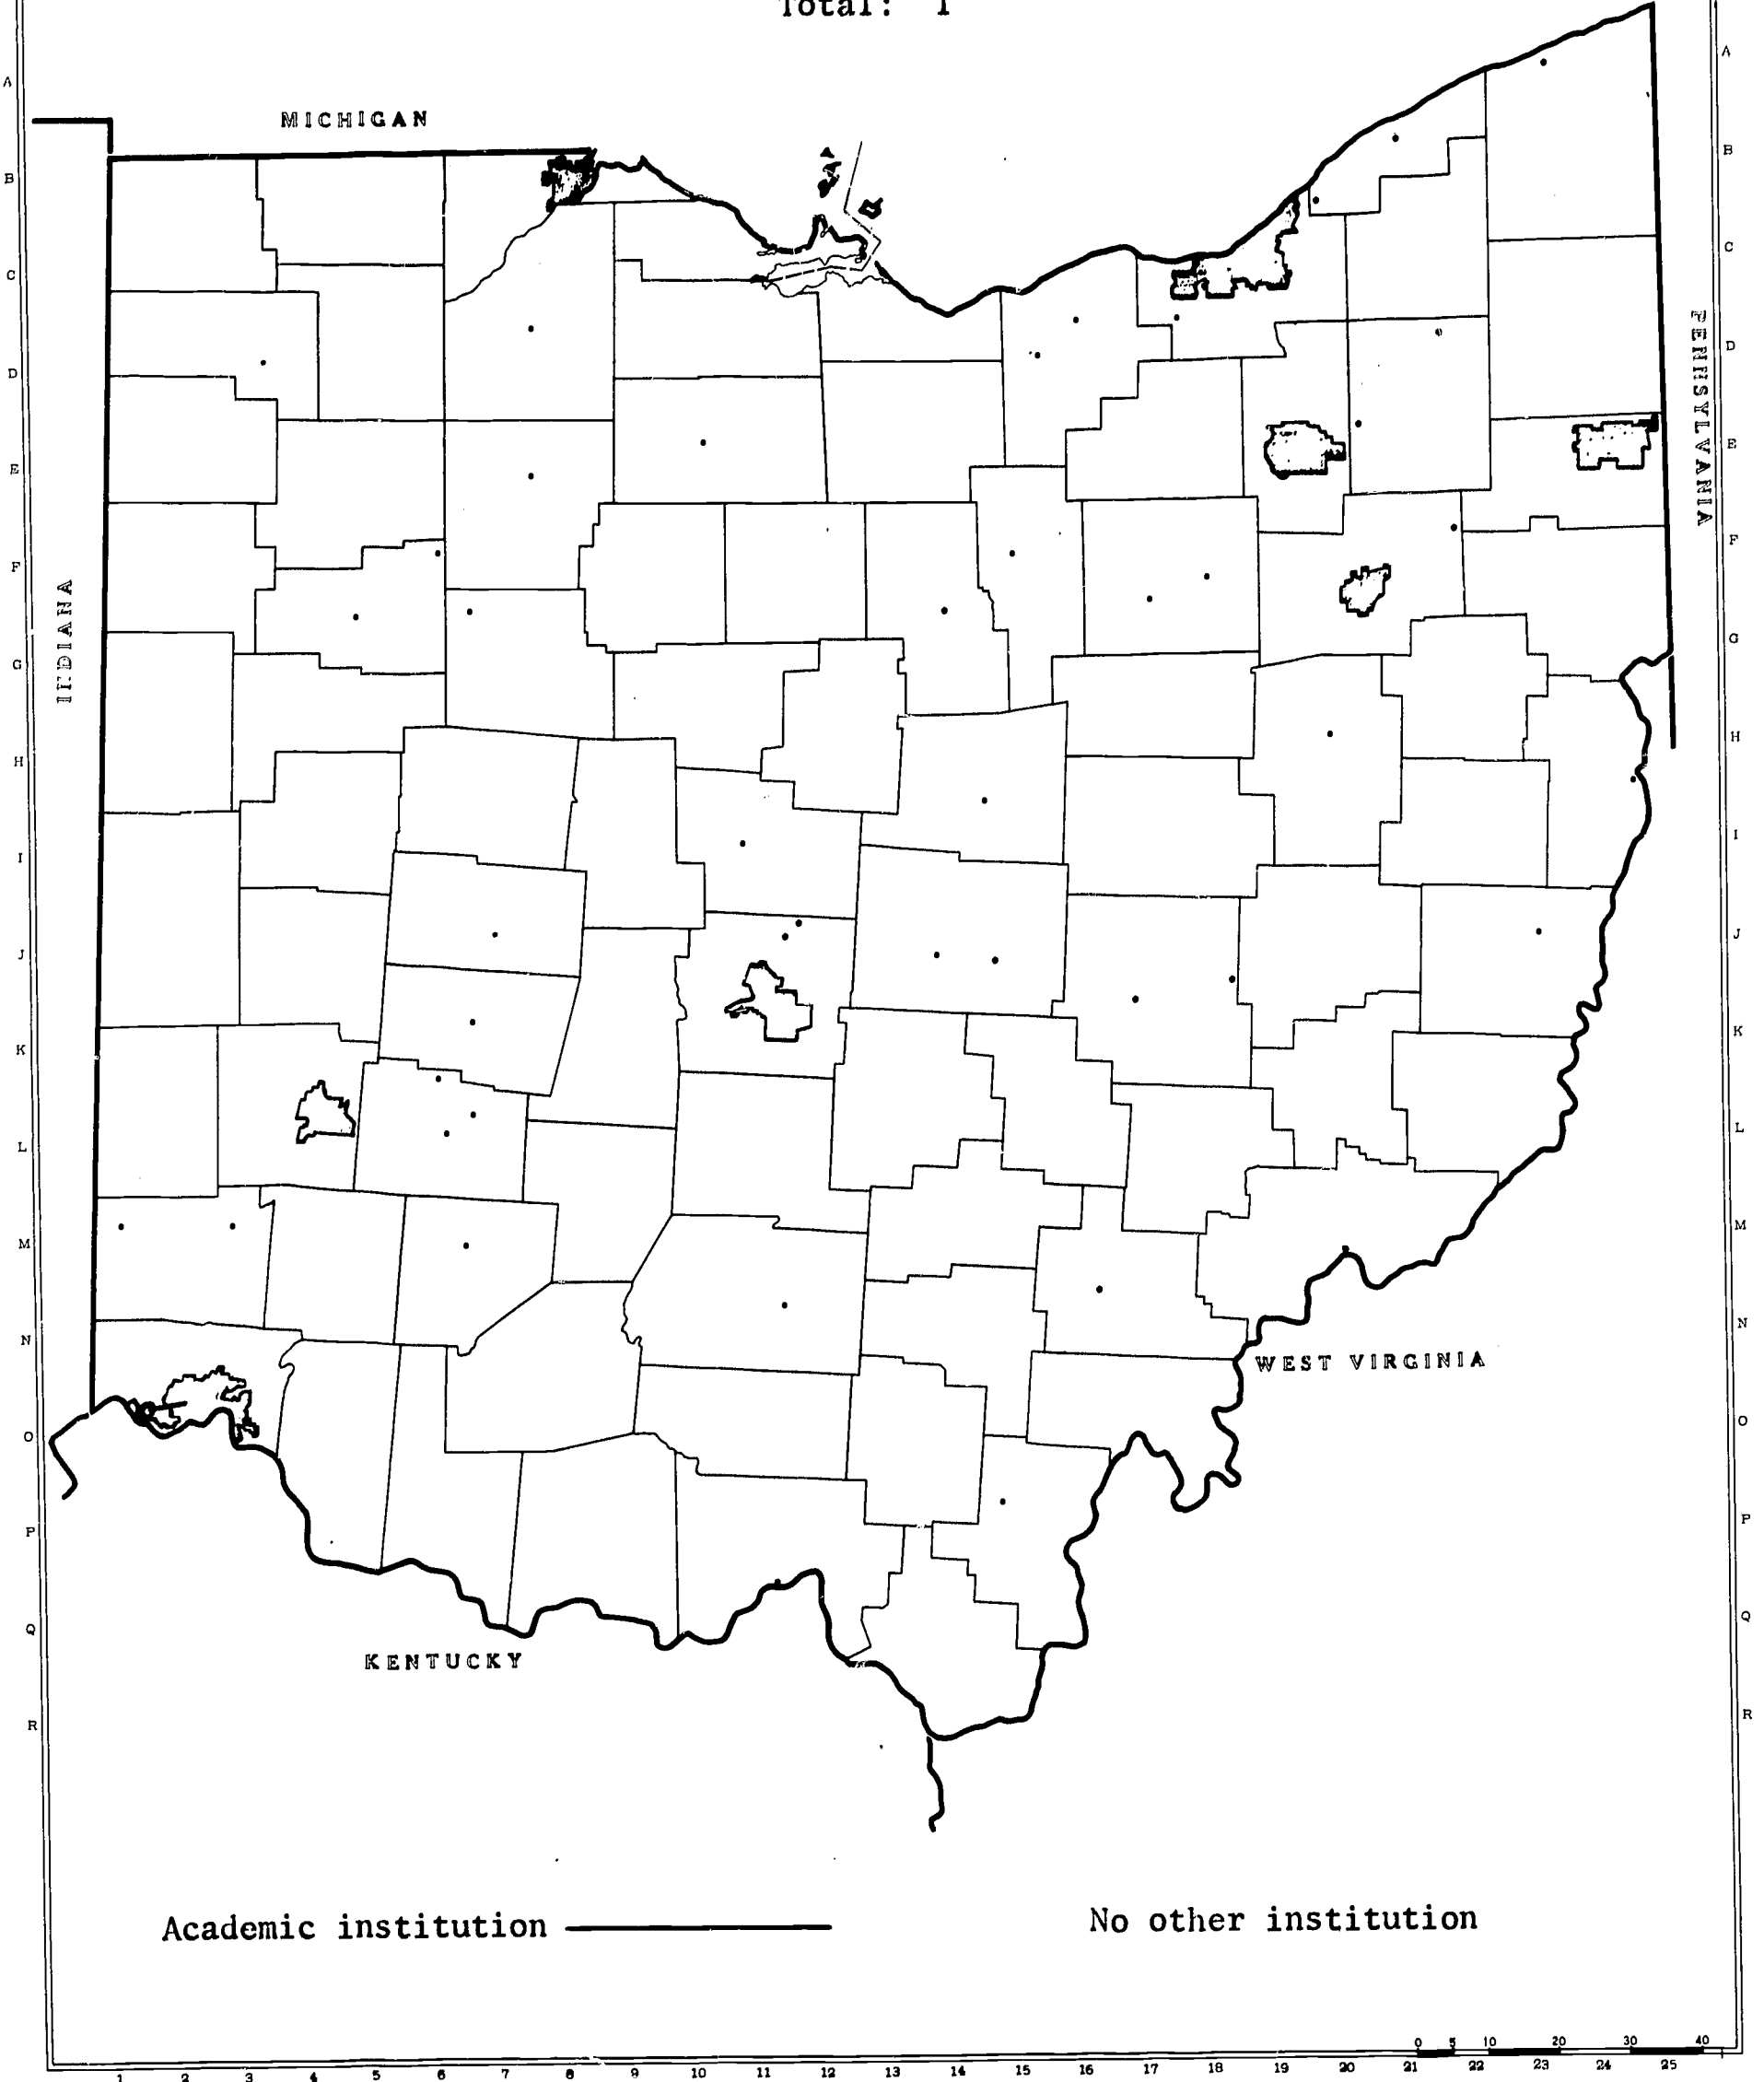 Total: 1
A
A
MICHIGAN
B
B
C
C
PENNSYLVANIA
D
D
E
E
F
F
INDIANA
G
G
H
H
I
I
J
J
K
K
L
L
M
M
N
N
WEST VIRGINIA
O
O
P
P
Q
Q
KENTUCKY
R
R
Academic institution
No other institution
0 5 10 20 30 40
1 2 3 4 5 6 7 8 9 10 11 12 13 14 15 16 17 18 19 20 21 22 23 24 25